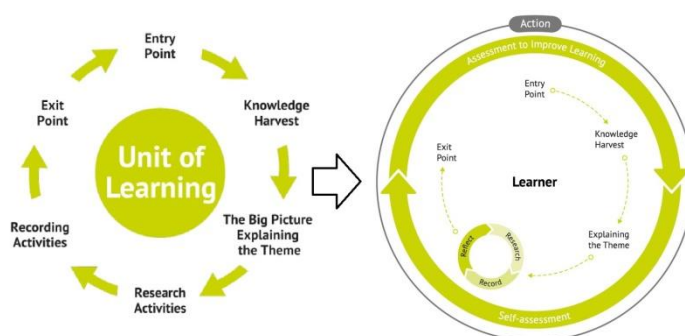 Entry
Point
Knowledge
Harvest
The Big Picture
Explaining
the Theme
Research
Activities
Recording
Activities
Exit
Point
Unit of
Learning
Action
Assessment to Improve Learning
Entry
Point
Knowledge
Harvest
Explaining
the Theme
Research
Record
Reflect
Exit
Point
Learner
Self-assessment